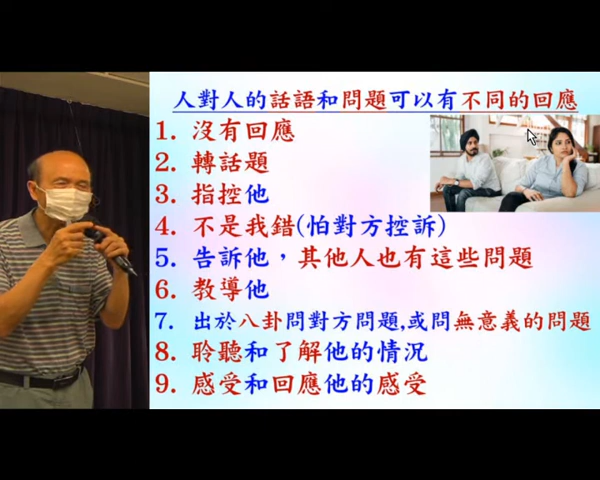 人對人的話語和問題可以有不同的回應
1. 沒有回應
2. 轉話題
3. 指控他
4. 不是我錯(怕對方控訴)
5. 告訴他，其他人也有這些問題
6. 教導他
7. 出於八卦問對方問題,或問無意義的問題
8. 聆聽和了解他的情況
9. 感受和回應他的感受